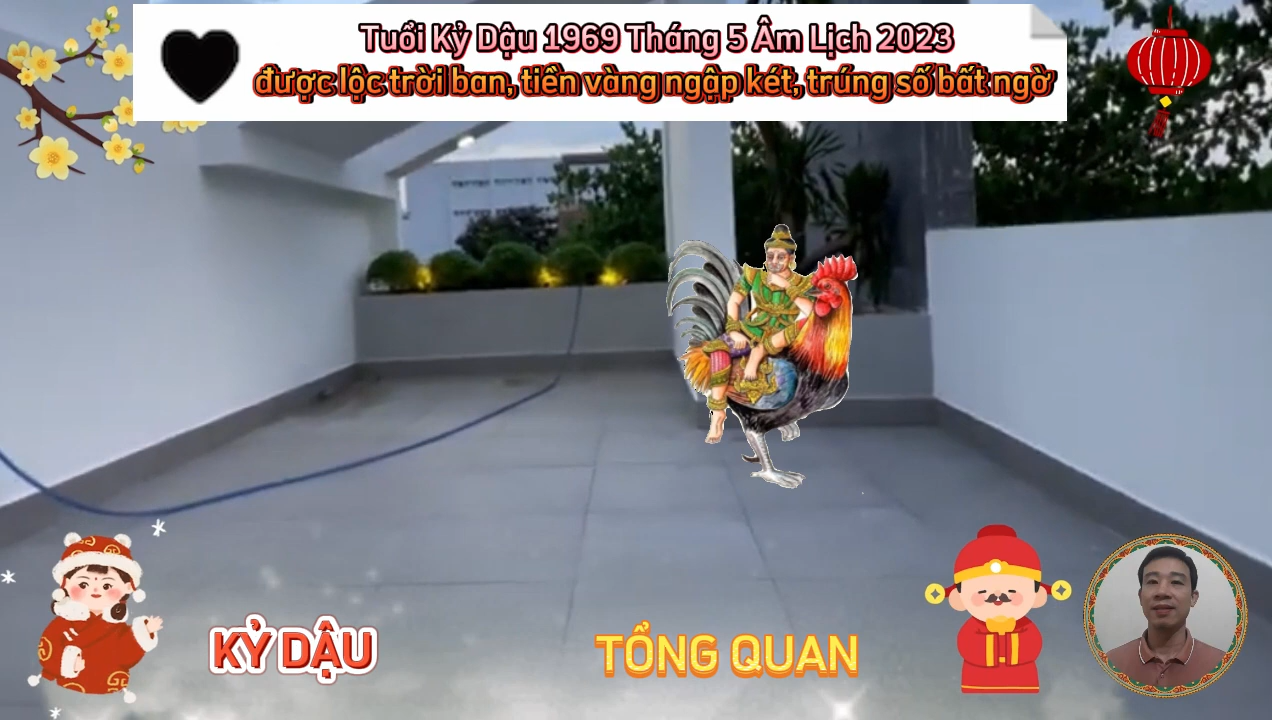 Tuổi Kỷ Dậu 1969 Tháng 5 Âm Lịch 2023
được lộc trời ban, tiền vàng ngập két, trúng số bất ngờ
KỶ DẬU
TỔNG QUAN